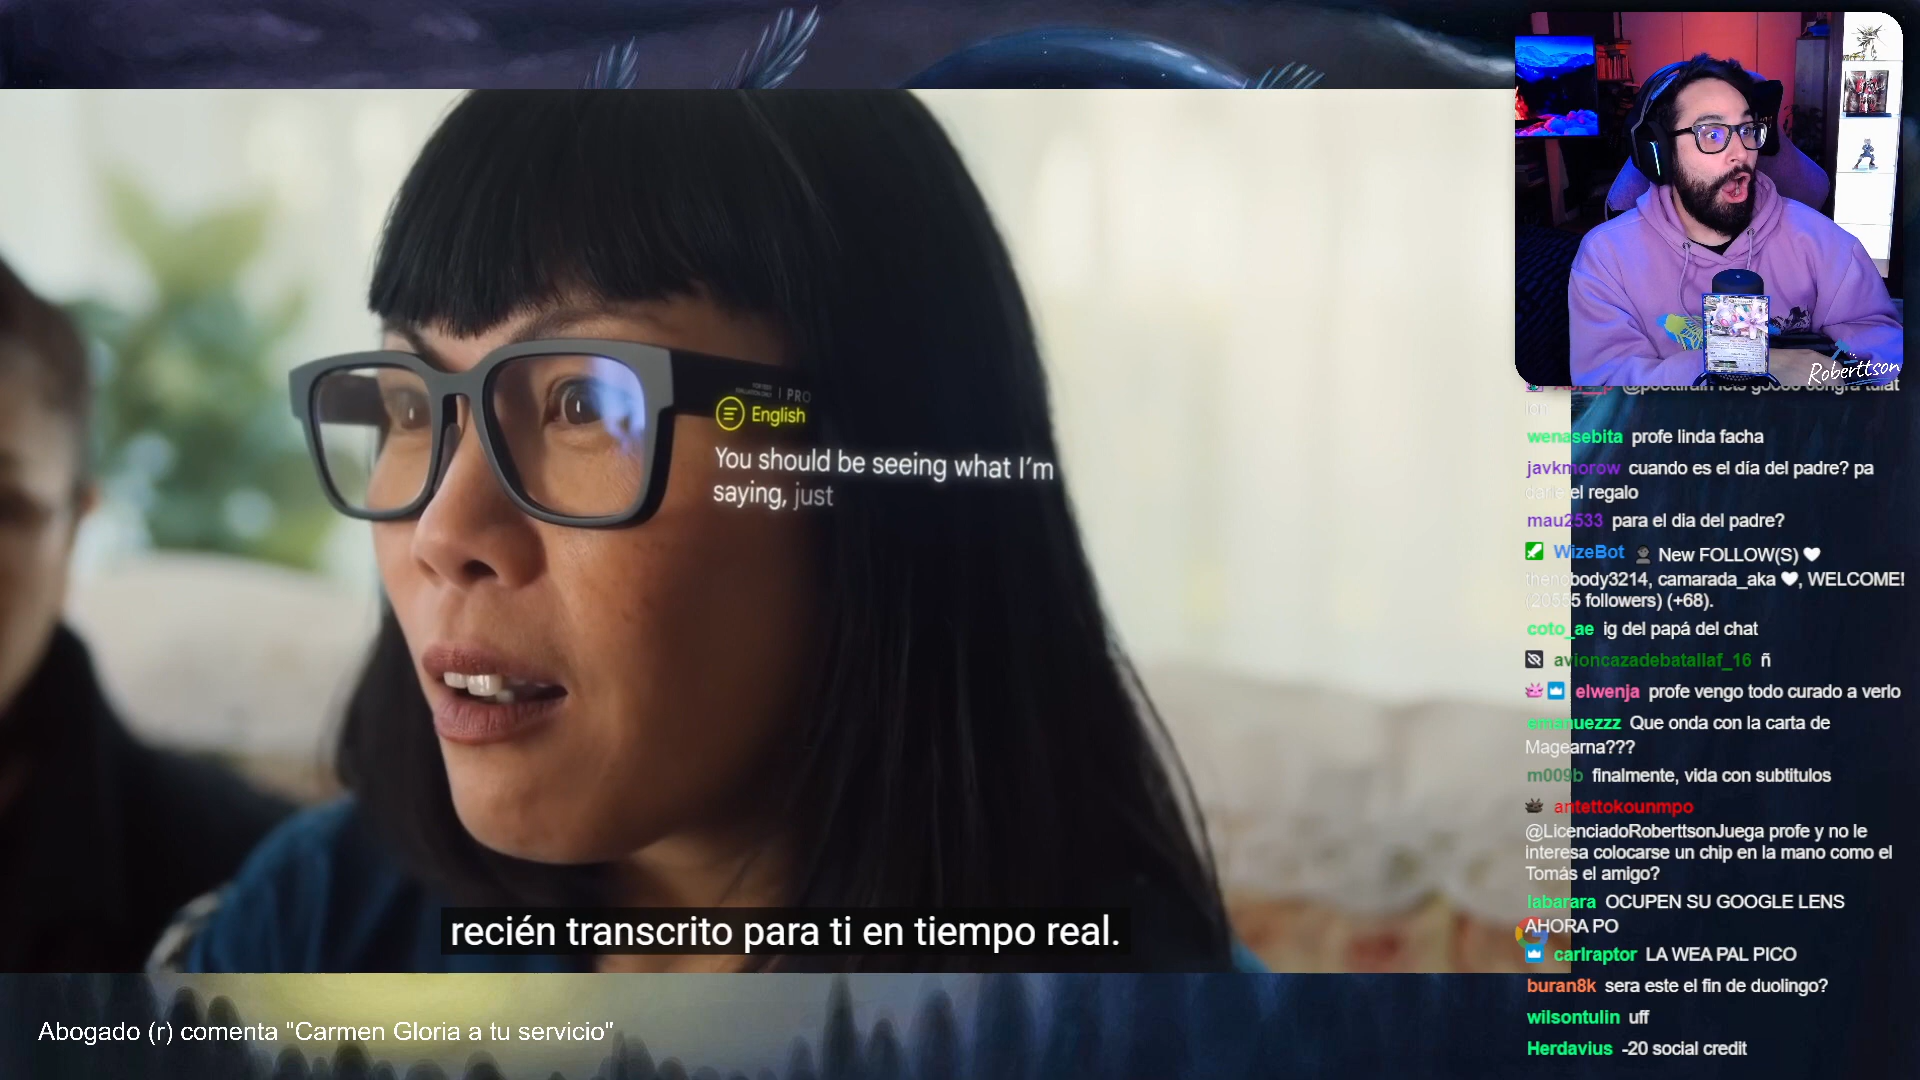 | PRO
English
You should be seeing what I'm
saying, just
recién transcrito para ti en tiempo real.
Abogado (r) comenta "Carmen Gloria a tu servicio"
Roberttson
wenasebita profe linda facha
javkmorow cuando es el día del padre? pa
darle el regalo
mau2533 para el dia del padre?
WizeBot New FOLLOW(S)
thenobody3214, camarada_aka , WELCOME!
(20555 followers) (+68).
coto_ae ig del papá del chat
avioncazadebatallaf_16 ñ
elwenja profe vengo todo curado a verlo
emanuezzz Que onda con la carta de
Magearna???
m009b finalmente, vida con subtitulos
antettokounmpo
@LicenciadoRoberttsonJuega profe y no le
interesa colocarse un chip en la mano como el
Tomás el amigo?
labarara OCUPEN SU GOOGLE LENS
AHORA PO
carlraptor LA WEA PAL PICO
buran8k sera este el fin de duolingo?
wilsontulin uff
Herdavius -20 social credit